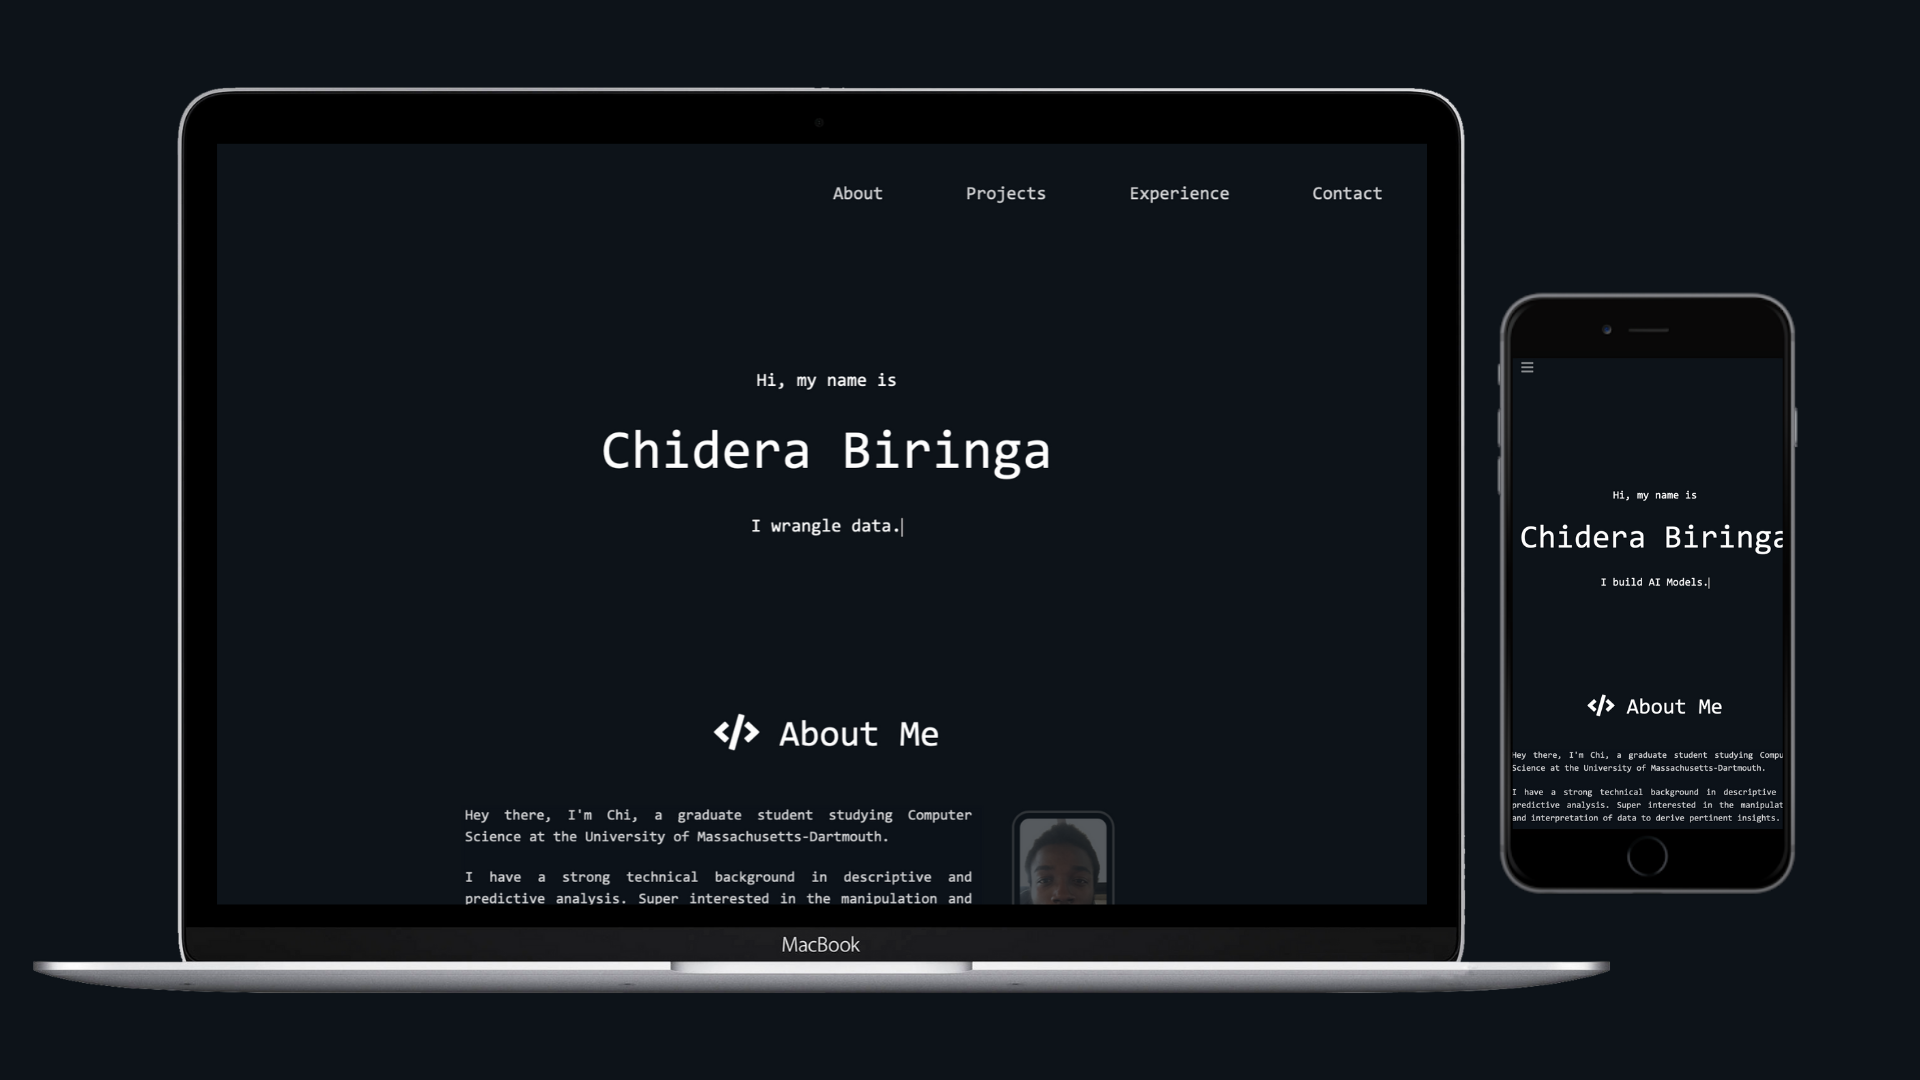 About Projects Experience Contact
Hi, my name is
Chidera Biringa
I wrangle data.
</> About Me
Hey there, I'm Chi, a graduate student studying Computer
Science at the University of Massachusetts-Dartmouth.
I have a strong technical background in descriptive and
predictive analysis. Super interested in the manipulation and
MacBook
Hi, my name is
Chidera Biringa
I build AI Models.
</> About Me
Hey there, I'm Chi, a graduate student studying Compu
Science at the University of Massachusetts-Dartmouth.
I have a strong technical background in descriptive
predictive analysis. Super interested in the manipulat
and interpretation of data to derive pertinent insights.